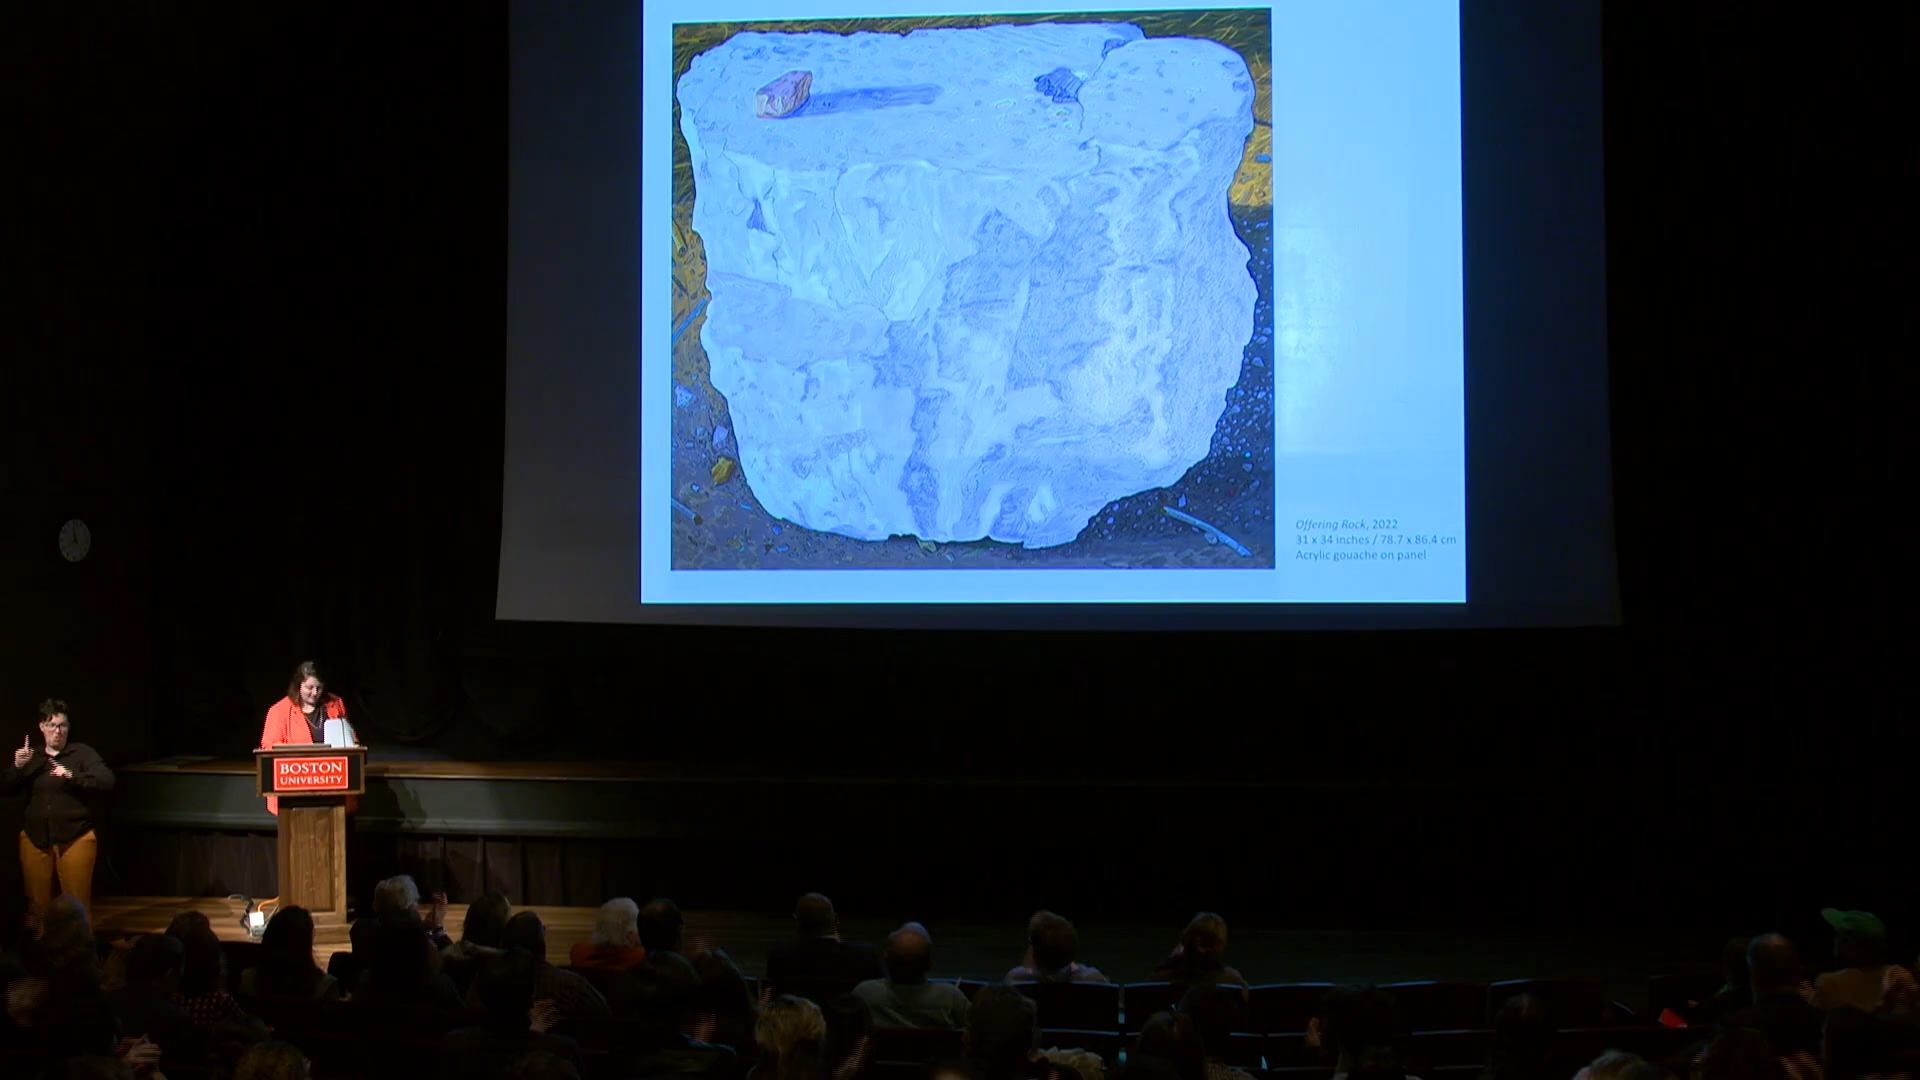 Offering Rock, 2022
31 x 34 inches / 78.7 x 86.4 cm
Acrylic gouache on panel
BOSTON
UNIVERSITY